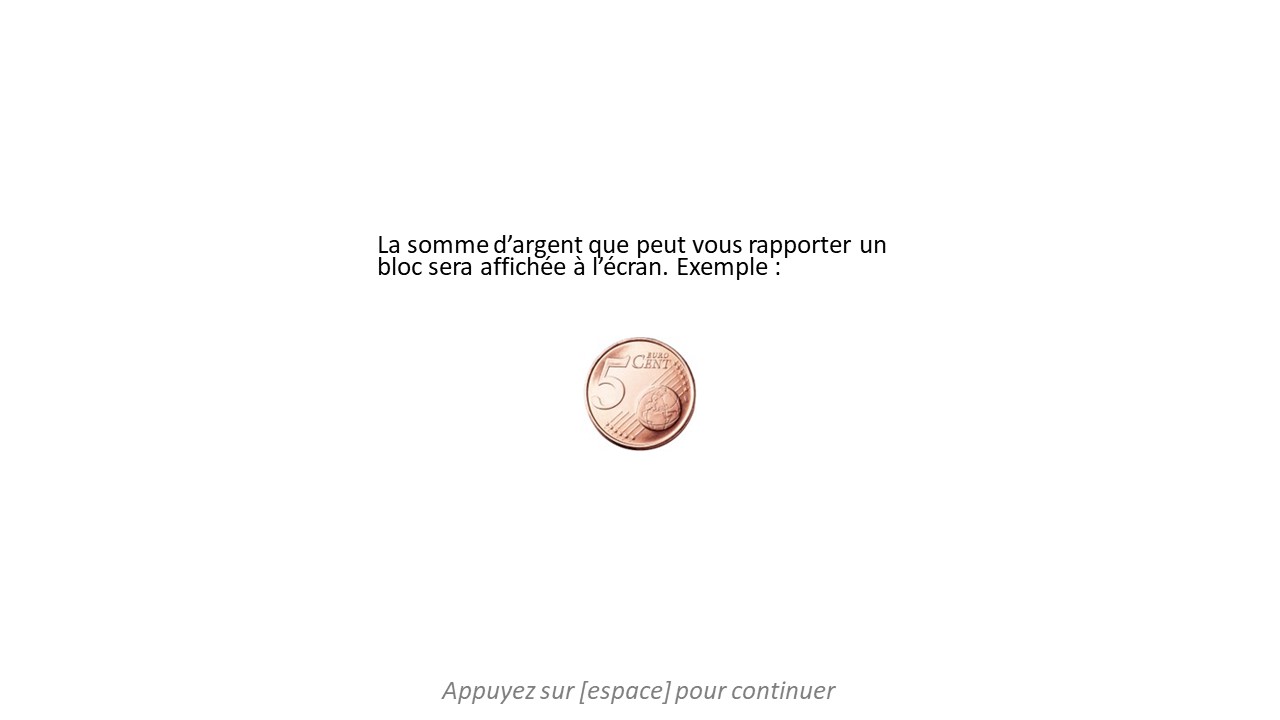 La somme d’argent que peut vous rapporter un
bloc sera affichée à l’écran. Exemple :
5 EURO
CENT
Appuyez sur [espace] pour continuer